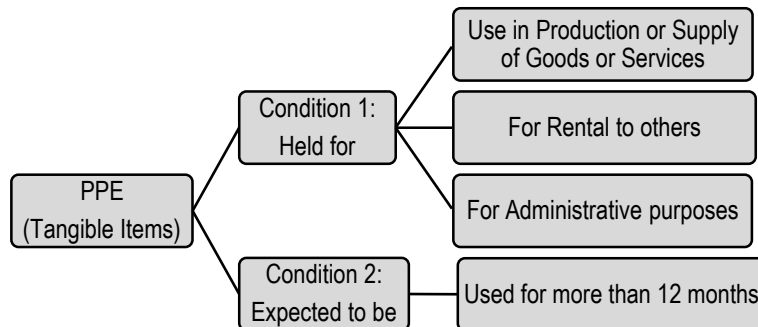 PPE
(Tangible Items)
Condition 1:
Held for
Use in Production or Supply
of Goods or Services
For Rental to others
For Administrative purposes
Condition 2:
Expected to be
Used for more than 12 months